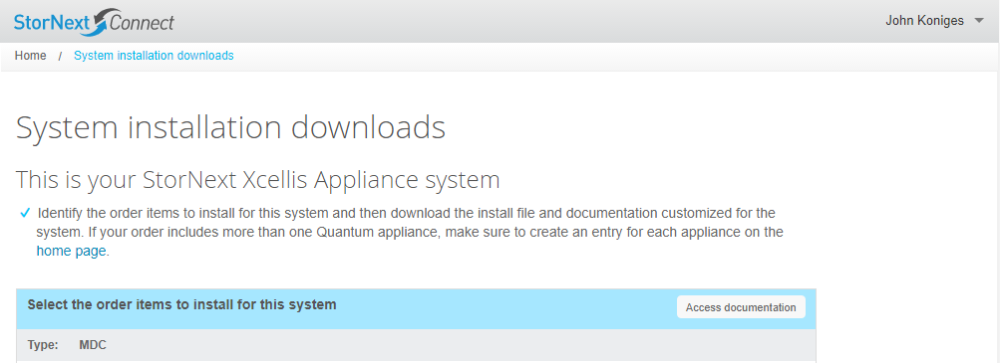 StorNext Connect
John Koniges
Home / System installation downloads
System installation downloads
This is your StorNext Xcellis Appliance system
Identify the order items to install for this system and then download the install file and documentation customized for the
system. If your order includes more than one Quantum appliance, make sure to create an entry for each appliance on the
home page.
Select the order items to install for this system
Access documentation
Type: MDC